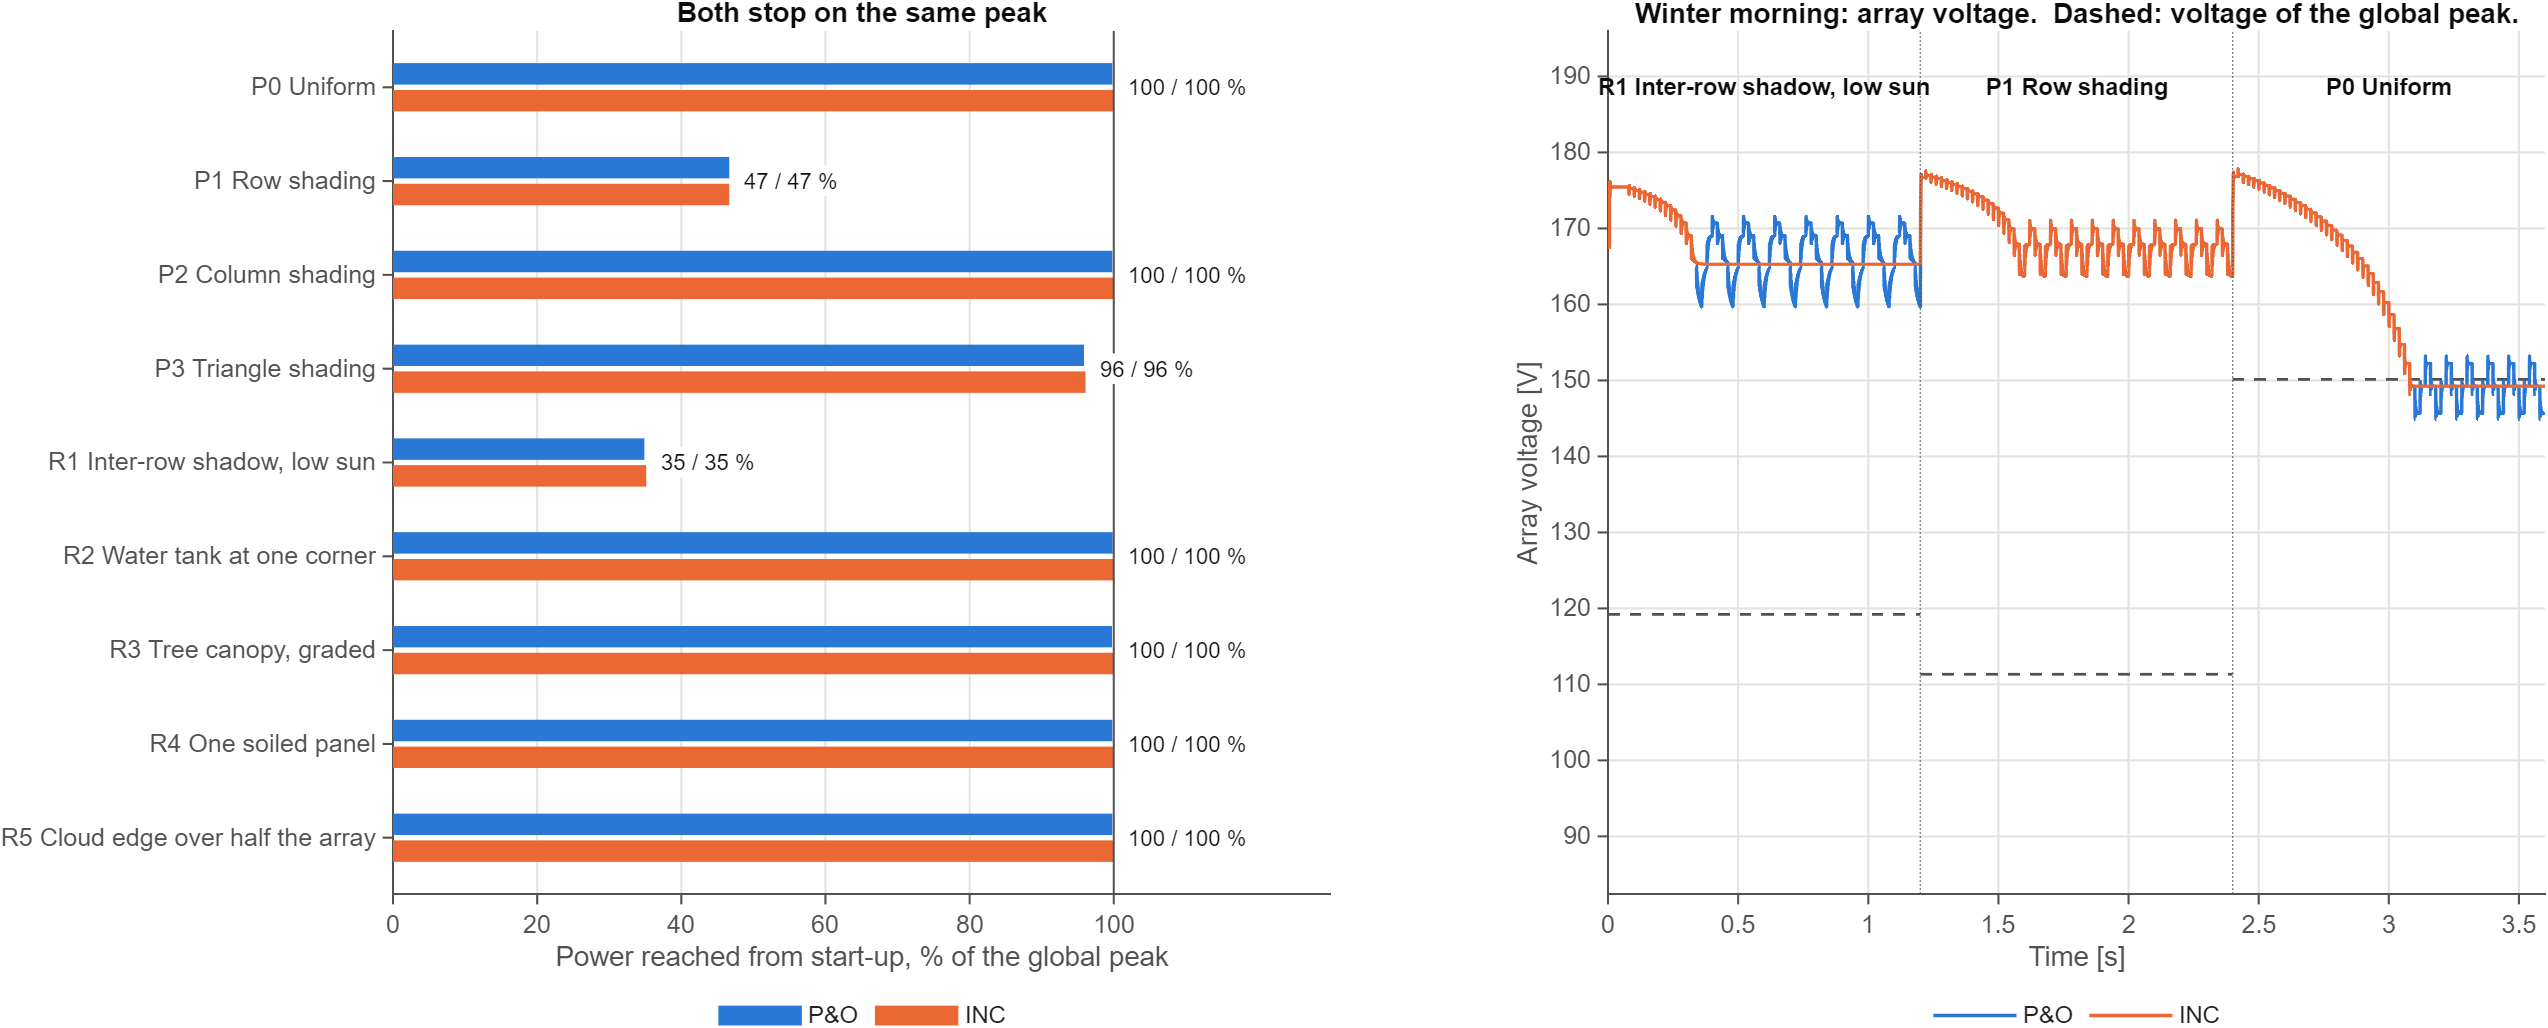 Both stop on the same peak
P0 Uniform
100 / 100 %
P1 Row shading
47 / 47 %
P2 Column shading
100 / 100 %
P3 Triangle shading
96 / 96 %
R1 Inter-row shadow, low sun
35 / 35 %
R2 Water tank at one corner
100 / 100 %
R3 Tree canopy, graded
100 / 100 %
R4 One soiled panel
100 / 100 %
R5 Cloud edge over half the array
100 / 100 %
0 20 40 60 80 100
Power reached from start-up, % of the global peak
P&O INC
Winter morning: array voltage.  Dashed: voltage of the global peak.
R1 Inter-row shadow, low sun P1 Row shading P0 Uniform
Array voltage [V]
190
180
170
160
150
140
130
120
110
100
90
0 0.5 1 1.5 2 2.5 3 3.5
Time [s]
P&O INC